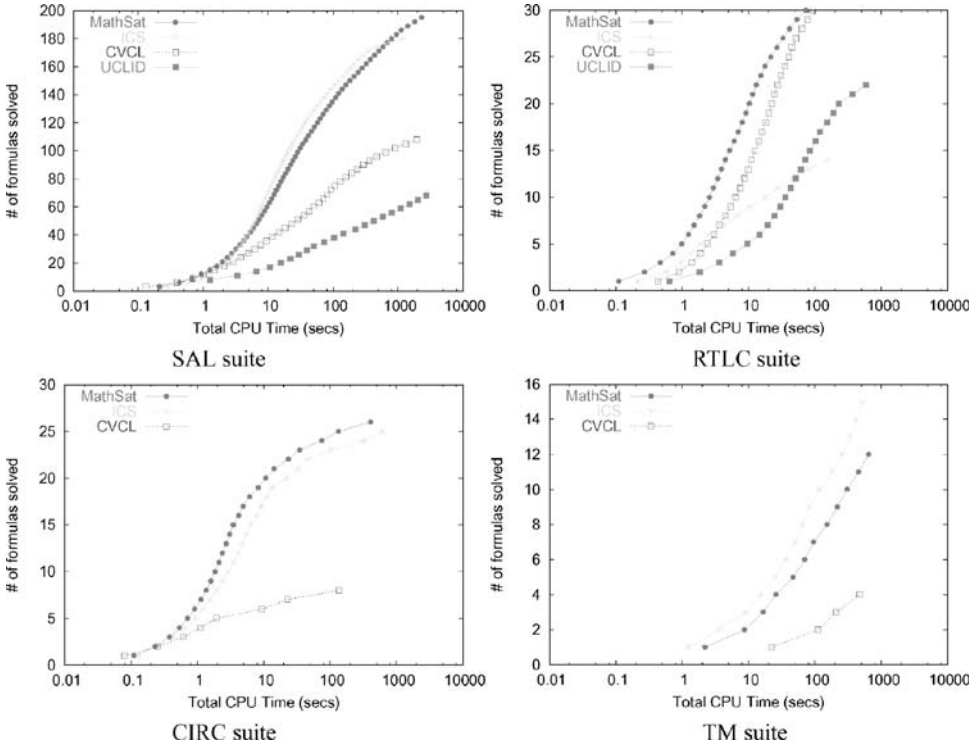 # of formulas solved
200
180
160
140
120
100
80
60
40
20
0
MathSat
ICS
CVCL
UCLID
0.01 0.1 1 10 100 1000 10000
Total CPU Time (secs)
SAL suite
# of formulas solved
30
25
20
15
10
5
0
MathSat
ICS
CVCL
UCLID
0.01 0.1 1 10 100 1000 10000
Total CPU Time (secs)
RTLC suite
# of formulas solved
30
25
20
15
10
5
0
MathSat
ICS
CVCL
0.01 0.1 1 10 100 1000 10000
Total CPU Time (secs)
CIRC suite
# of formulas solved
16
14
12
10
8
6
4
2
0
MathSat
ICS
CVCL
0.01 0.1 1 10 100 1000 10000
Total CPU Time (secs)
TM suite